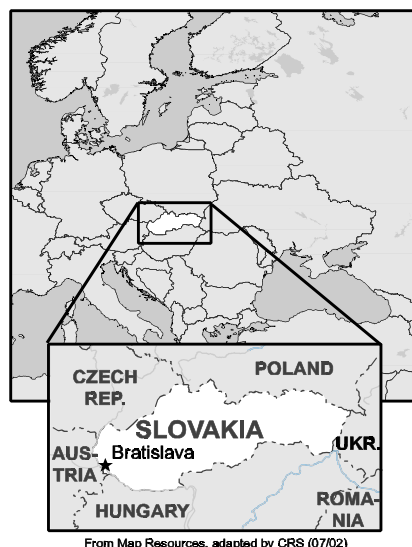 CZECH
REP.
POLAND
SLOVAKIA
UKR.
AUS-
TRIA
Bratislava
HUNGARY
ROMA-
NIA
From Map Resources, adapted by CRS (07/02)